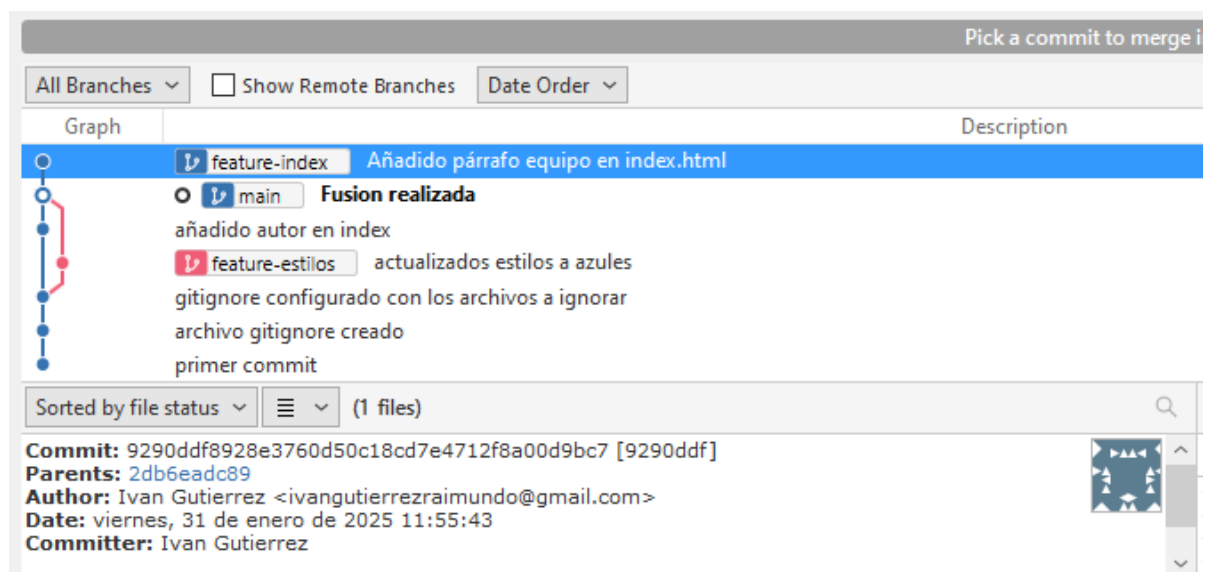 Pick a commit to merge i
All Branches Show Remote Branches Date Order
Graph Description
feature-index Añadido párrafo equipo en index.html
main Fusion realizada
añadido autor en index
feature-estilos actualizados estilos a azules
gitignore configurado con los archivos a ignorar
archivo gitignore creado
primer commit
Sorted by file status (1 files)
Commit: 9290ddf8928e3760d50c18cd7e4712f8a00d9bc7 [9290ddf]
Parents: 2db6eadc89
Author: Ivan Gutierrez <ivangutierrezraimundo@gmail.com>
Date: viernes, 31 de enero de 2025 11:55:43
Committer: Ivan Gutierrez